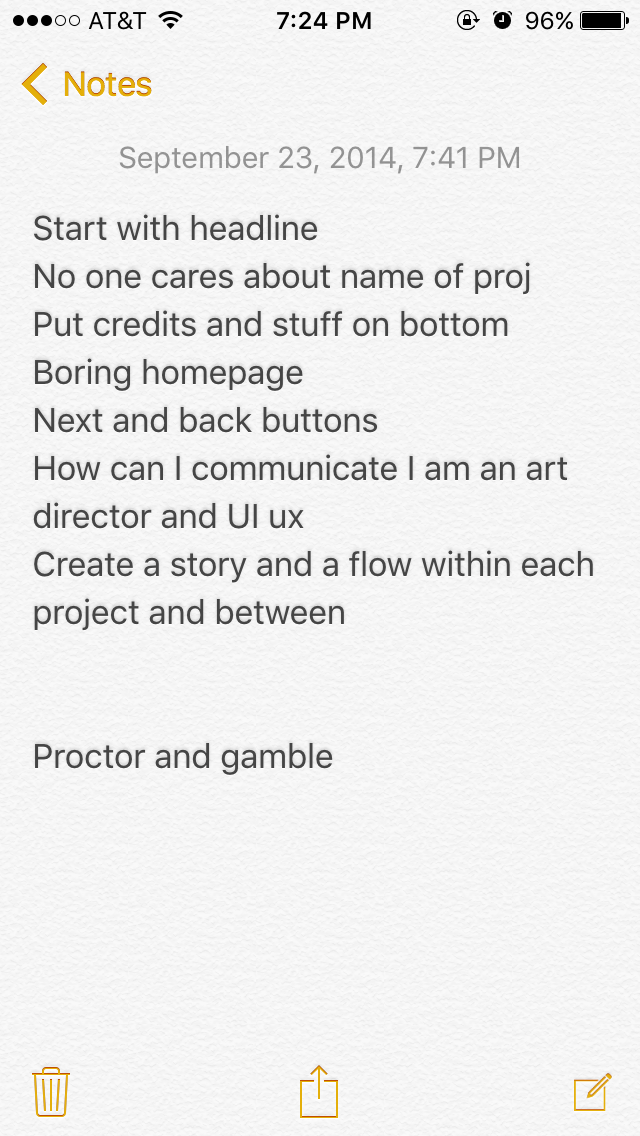 AT&T 7:24 PM 96%
Notes
September 23, 2014, 7:41 PM
Start with headline
No one cares about name of proj
Put credits and stuff on bottom
Boring homepage
Next and back buttons
How can I communicate I am an art
director and UI ux
Create a story and a flow within each
project and between
Proctor and gamble